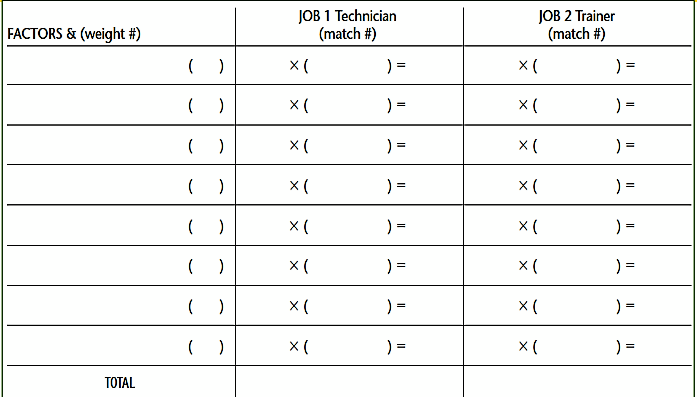 FACTORS & (weight #) JOB 1 Technician (match #) JOB 2 Trainer (match #)
( ) × ( ) = × ( ) =
( ) × ( ) = × ( ) =
( ) × ( ) = × ( ) =
( ) × ( ) = × ( ) =
( ) × ( ) = × ( ) =
( ) × ( ) = × ( ) =
( ) × ( ) = × ( ) =
( ) × ( ) = × ( ) =
TOTAL